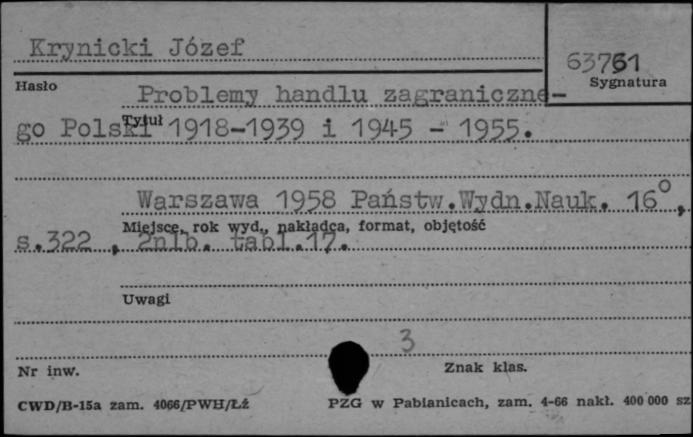 Krynicki Józef
63761
Sygnatura
Hasło
Problemy handlu zagraniczne-
go Polski 1918-1939 i 1945 - 1955.
Tytuł
Warszawa 1958 Państw.Wydn.Nauk. 16°,
Miejsce, rok wyd., nakładca, format, objętość
s.322 , 2nlb. tabl.17.
Uwagi
3
Nr inw.
Znak klas.
CWD/B-15a zam. 4066/PWH/Łź
PZG w Pabianicach, zam. 4-66 nakł. 400 000 sz